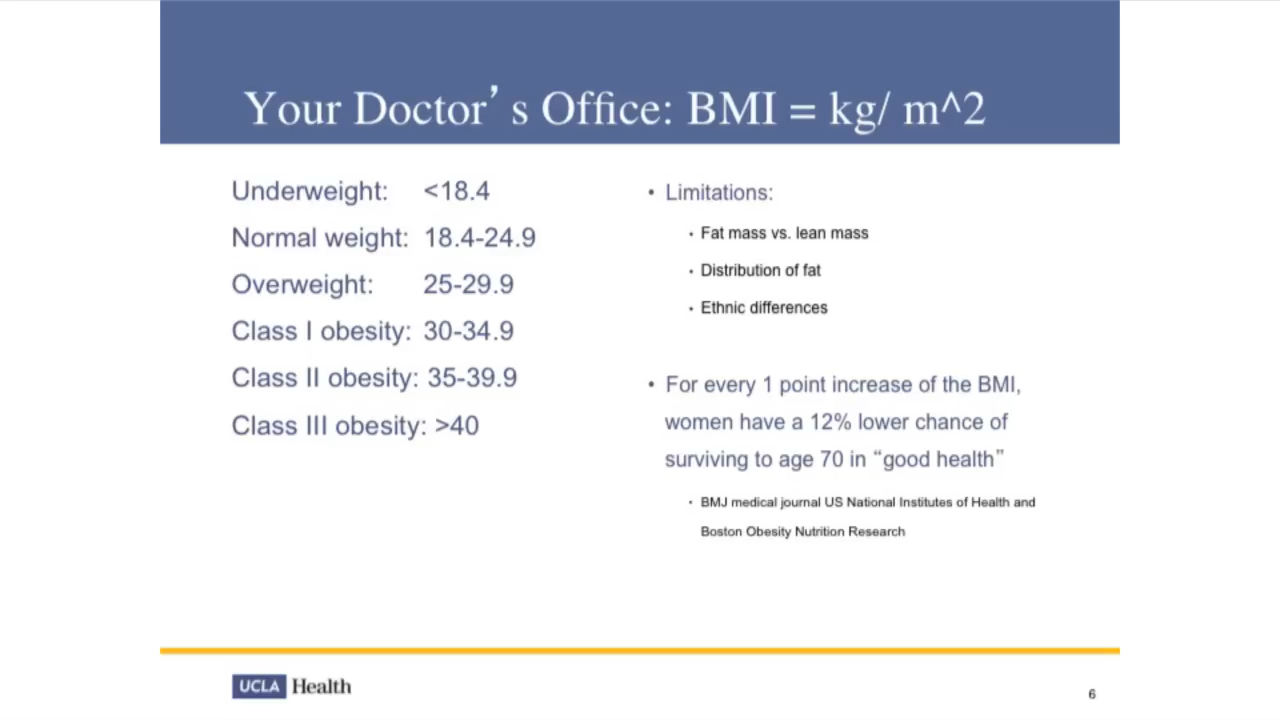 Your Doctor’s Office: BMI = kg/ m^2
Underweight: <18.4
Normal weight: 18.4-24.9
Overweight: 25-29.9
Class I obesity: 30-34.9
Class II obesity: 35-39.9
Class III obesity: >40
• Limitations:
• Fat mass vs. lean mass
• Distribution of fat
• Ethnic differences
• For every 1 point increase of the BMI,
women have a 12% lower chance of
surviving to age 70 in “good health”
• BMJ medical journal US National Institutes of Health and
Boston Obesity Nutrition Research
UCLA Health
6